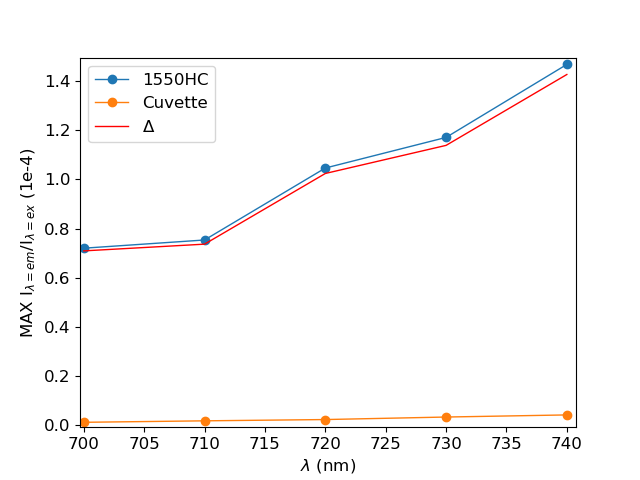 1550HC
Cuvette
Δ
MAX I$_{λ=em}$/I$_{λ=ex}$ (1e-4)
1.4
1.2
1.0
0.8
0.6
0.4
0.2
0.0
700 705 710 715 720 725 730 735 740
λ (nm)